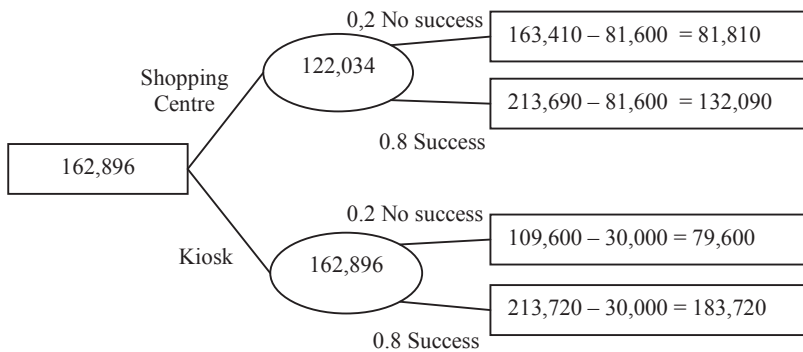 0,2 No success
163,410 – 81,600 = 81,810
122,034
Shopping
Centre
213,690 – 81,600 = 132,090
0.8 Success
162,896
0.2 No success
109,600 – 30,000 = 79,600
Kiosk
162,896
213,720 – 30,000 = 183,720
0.8 Success